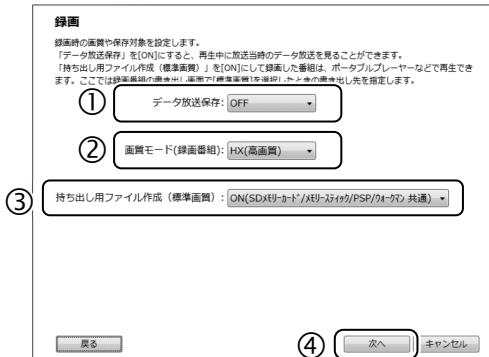 録画
録画時の画質や保存対象を設定します。
「データ放送保存」を[ON]にすると、再生中に放送当時のデータ放送を見ることができます。
「持ち出し用ファイル作成（標準画質）」を[ON]にして録画した番組は、ポータブルプレーヤーなどで再生でき
ます。ここでは録画番組の書き出し画面で[標準画質]を選択したときの書き出し先を指定します。
① データ放送保存: OFF
② 画質モード(録画番組): HX(高画質)
③ 持ち出し用ファイル作成（標準画質）: ON(SDﾒﾓﾘｰｶｰﾄﾞ/ﾒﾓﾘｰｽﾃｨｯｸ/PSP/ｳｫｰｸﾏﾝ 共通)
戻る ④ 次へ キャンセル